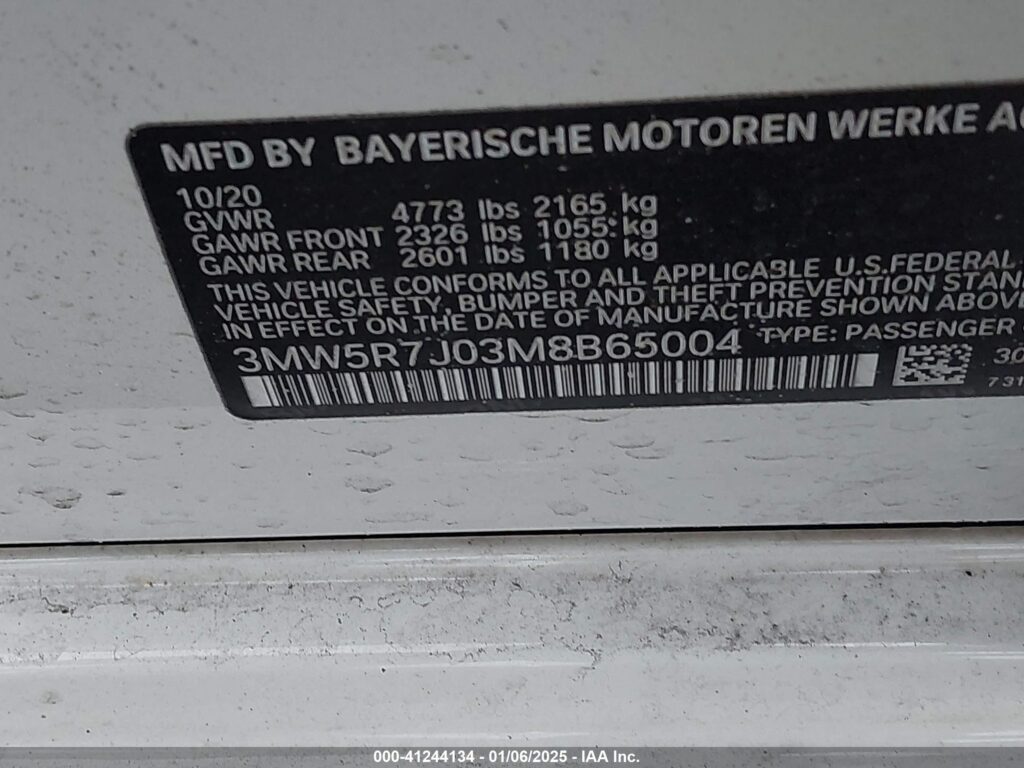 MFD BY BAYERISCHE MOTOREN WERKE
10/20
GVWR 4773 lbs 2165 kg
GAWR FRONT 2326 lbs 1055 kg
GAWR REAR 2601 lbs 1180 kg
THIS VEHICLE CONFORMS TO ALL APPLICABLE U.S.FEDERAL
VEHICLE SAFETY, BUMPER AND THEFT PREVENTION
IN EFFECT ON THE DATE OF MANUFACTURE SHOWN ABOVE
3MW5R7J03M8B65004 TYPE: PASSENGER
000-41244134 - 01/06/2025 - IAA Inc.